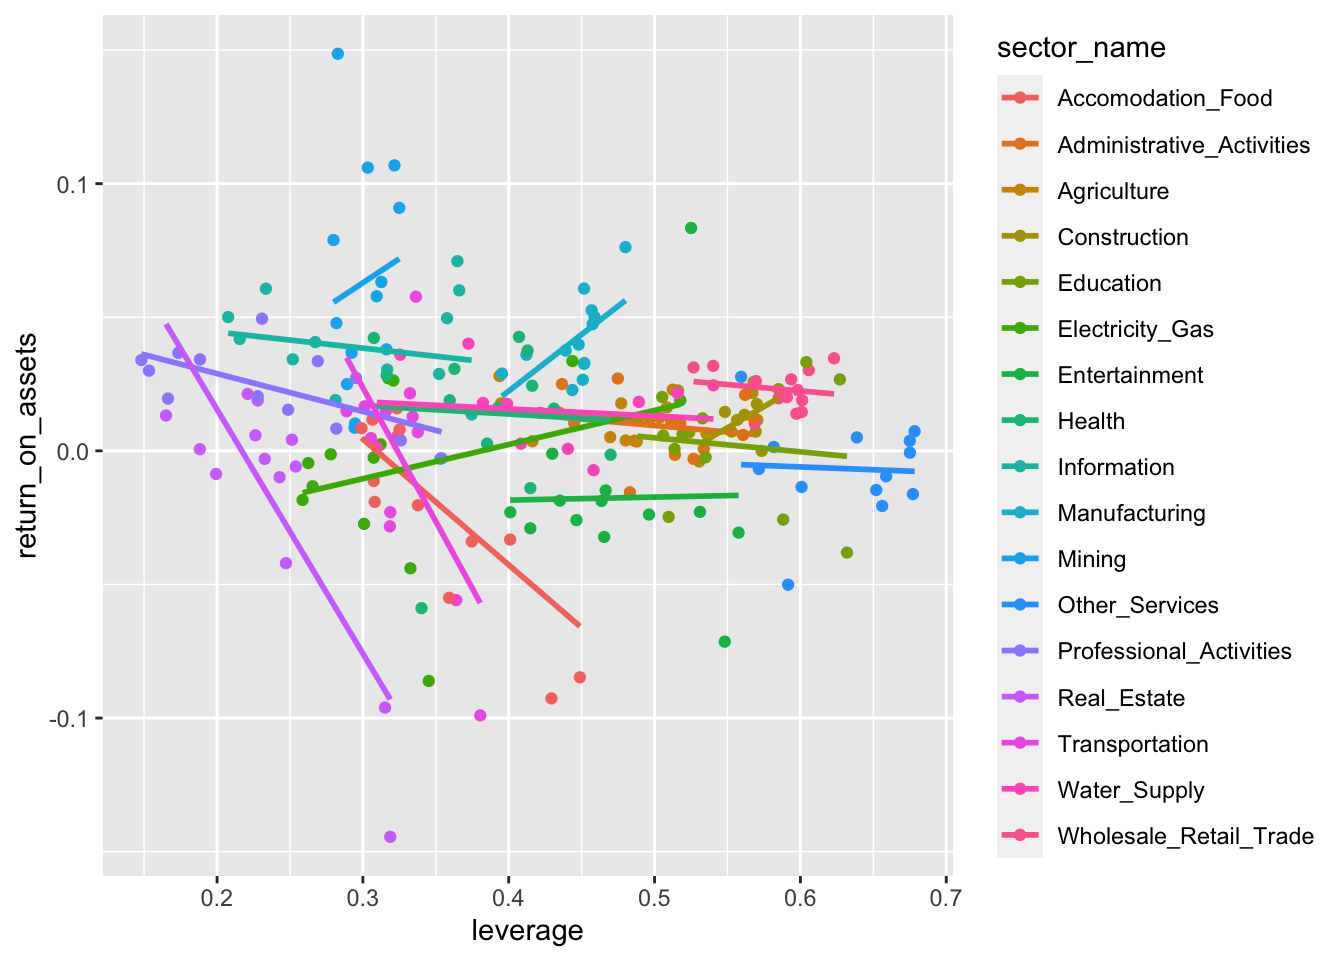 sector_name
Accomodation_Food
Administrative_Activities
Agriculture
Construction
Education
Electricity_Gas
Entertainment
Health
Information
Manufacturing
Mining
Other_Services
Professional_Activities
Real_Estate
Transportation
Water_Supply
Wholesale_Retail_Trade
return_on_assets
0.1
0.0
-0.1
0.2 0.3 0.4 0.5 0.6 0.7
leverage